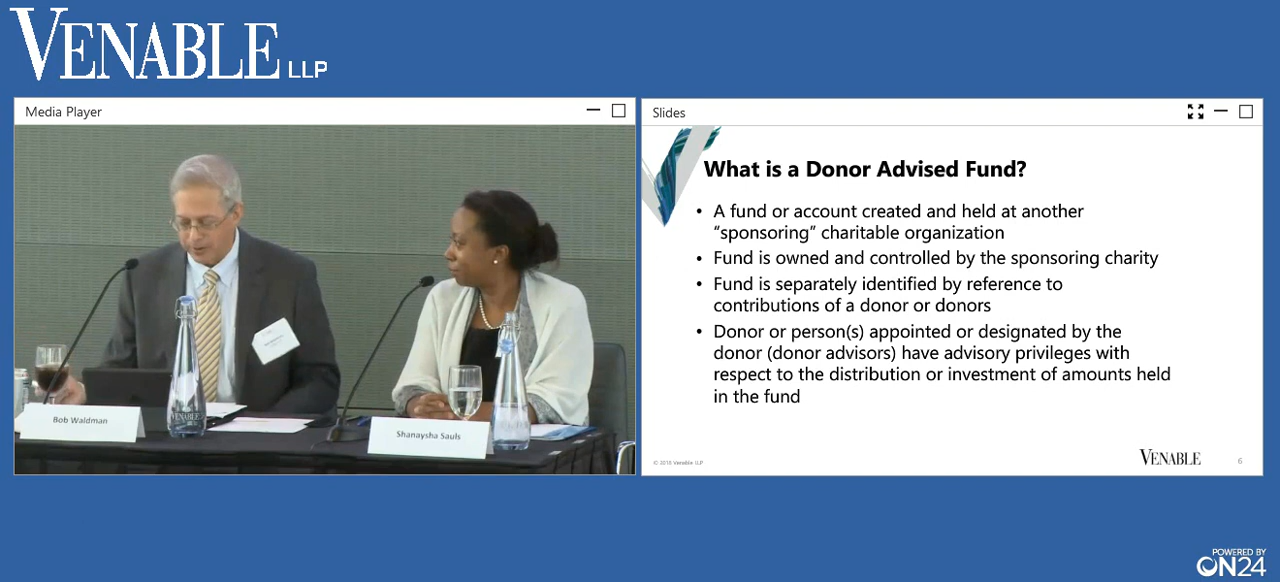 VENABLE LLP
Media Player
Bob Waldman
Shanaysha Sauls
VENABLE
Slides
What is a Donor Advised Fund?
• A fund or account created and held at another
“sponsoring” charitable organization
• Fund is owned and controlled by the sponsoring charity
• Fund is separately identified by reference to
contributions of a donor or donors
• Donor or person(s) appointed or designated by the
donor (donor advisors) have advisory privileges with
respect to the distribution or investment of amounts held
in the fund
© 2018 Venable LLP
VENABLE
6
POWERED BY
ON24